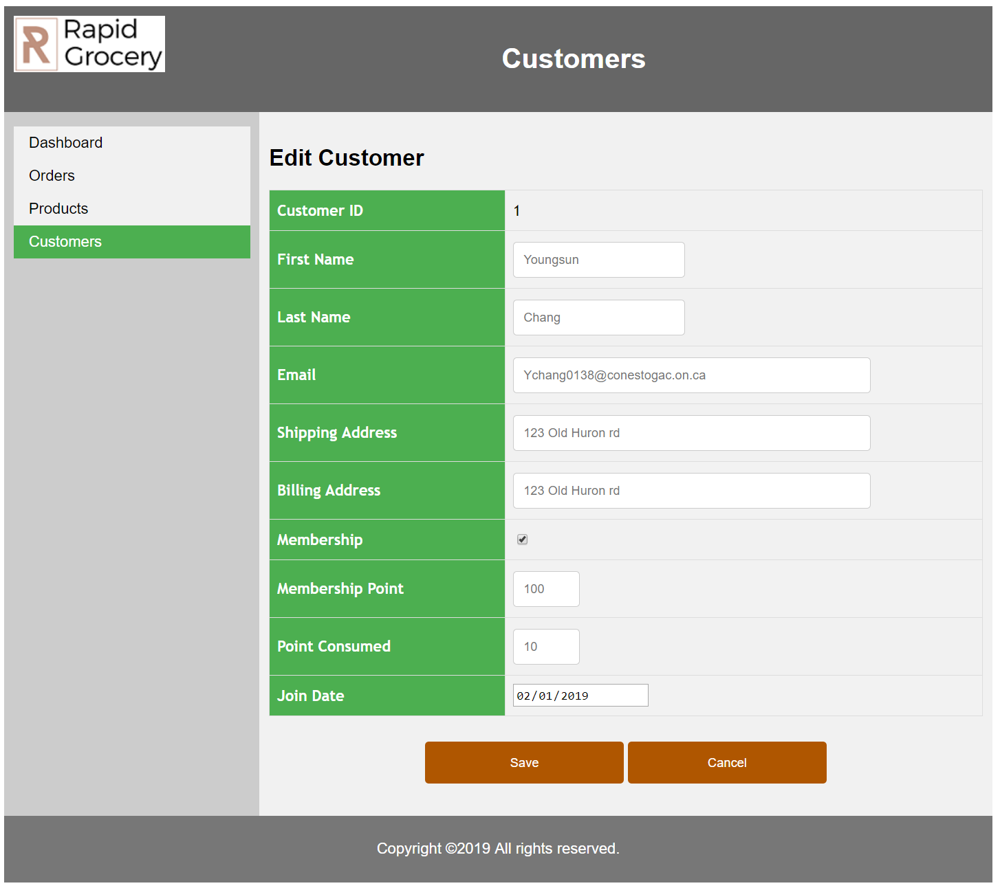 Rapid
Grocery
Customers
Dashboard
Orders
Products
Customers
Edit Customer
Customer ID 1
First Name Youngsun
Last Name Chang
Email Ychang0138@conestogac.on.ca
Shipping Address 123 Old Huron rd
Billing Address 123 Old Huron rd
Membership
Membership Point 100
Point Consumed 10
Join Date 02/01/2019
Save Cancel
Copyright ©2019 All rights reserved.